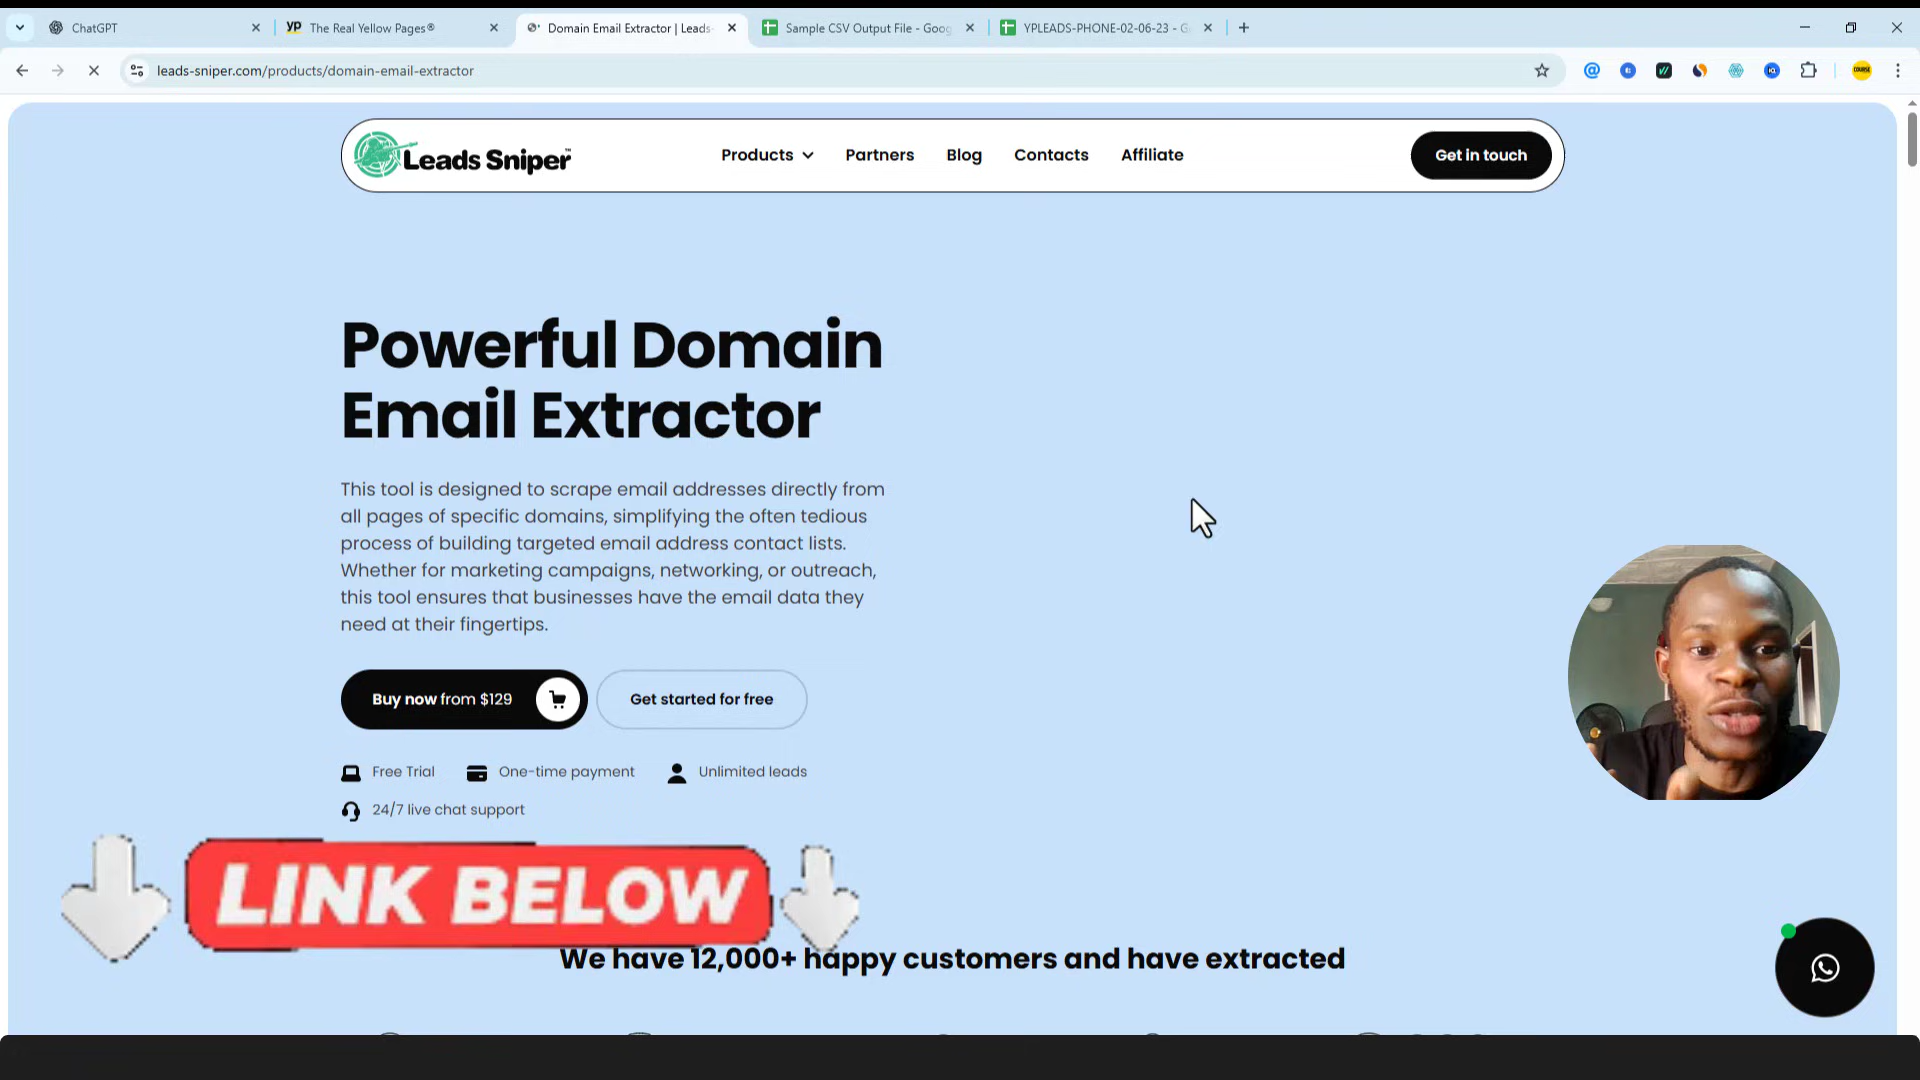 ChatGPT
YP The Real Yellow Pages®
Domain Email Extractor | Leads-
Sample CSV Output File - Goog
YPLEADS-PHONE-02-06-23 - G
leads-sniper.com/products/domain-email-extractor
COURSE
Leads Sniper™
Products
Partners
Blog
Contacts
Affiliate
Get in touch
Powerful Domain
Email Extractor
This tool is designed to scrape email addresses directly from
all pages of specific domains, simplifying the often tedious
process of building targeted email address contact lists.
Whether for marketing campaigns, networking, or outreach,
this tool ensures that businesses have the email data they
need at their fingertips.
Buy now from $129
Get started for free
Free Trial
One-time payment
Unlimited leads
24/7 live chat support
LINK BELOW
We have 12,000+ happy customers and have extracted